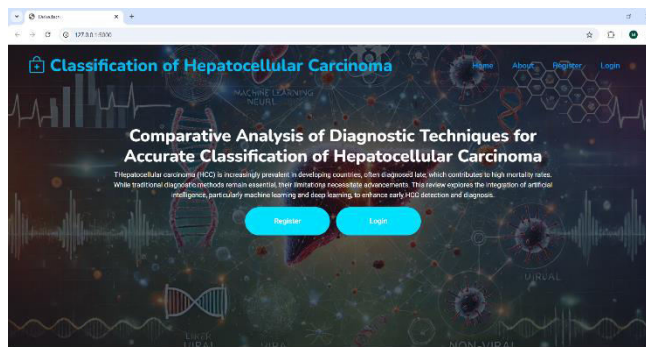 127.0.0.1:5000
Classification of Hepatocellular Carcinoma
Home About Register Login
MACHINE LEARNING
NEURAL
Comparative Analysis of Diagnostic Techniques for
Accurate Classification of Hepatocellular Carcinoma
THepatocellular carcinoma (HCC) is increasingly prevalent in developing countries, often diagnosed late, which contributes to high mortality rates.
While traditional diagnostic methods remain essential, their limitations necessitate advancements. This review explores the integration of artificial
intelligence, particularly machine learning and deep learning, to enhance early HCC detection and diagnosis.
Register Login
VIRAL
NON-VIRAL